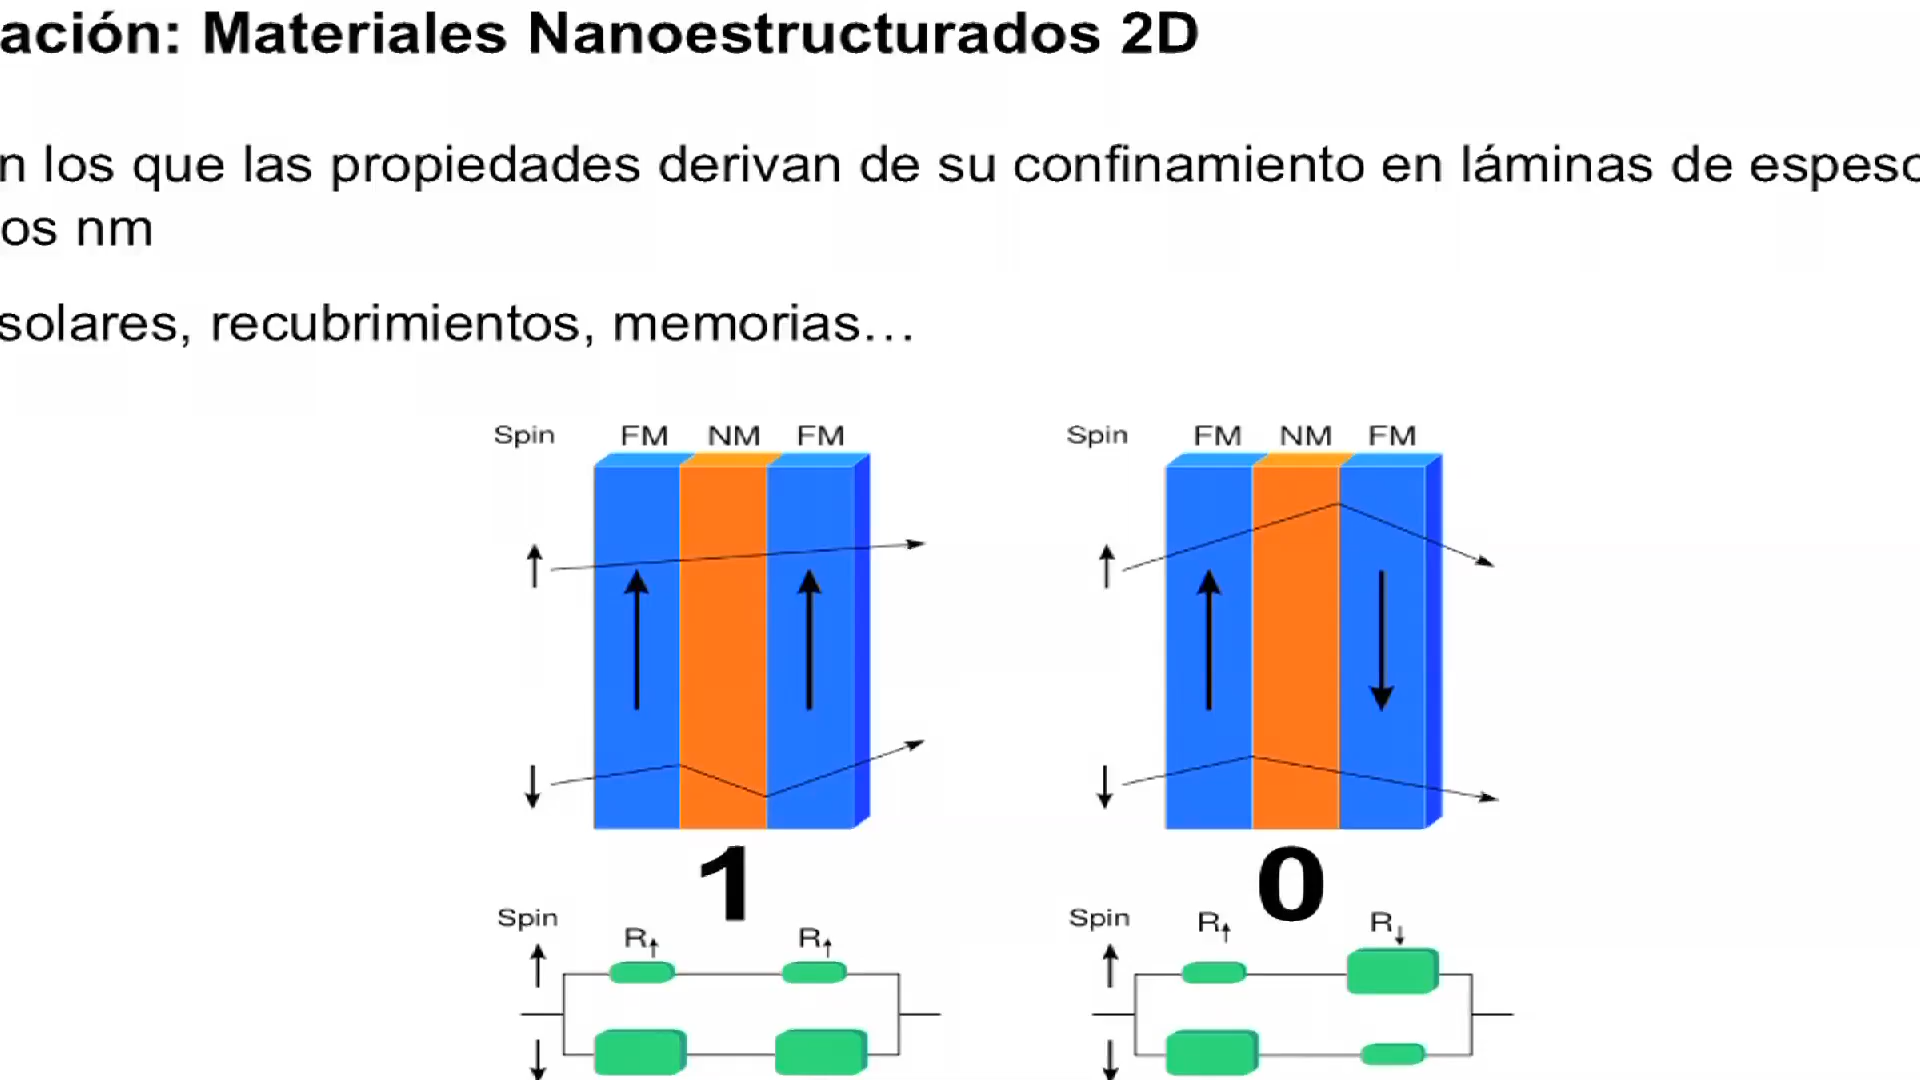 ación: Materiales Nanoestructurados 2D
n los que las propiedades derivan de su confinamiento en láminas de espeso
os nm
solares, recubrimientos, memorias…
Spin FM NM FM
Spin FM NM FM
1
0
Spin
R↑ R↑
Spin
R↑ R↓